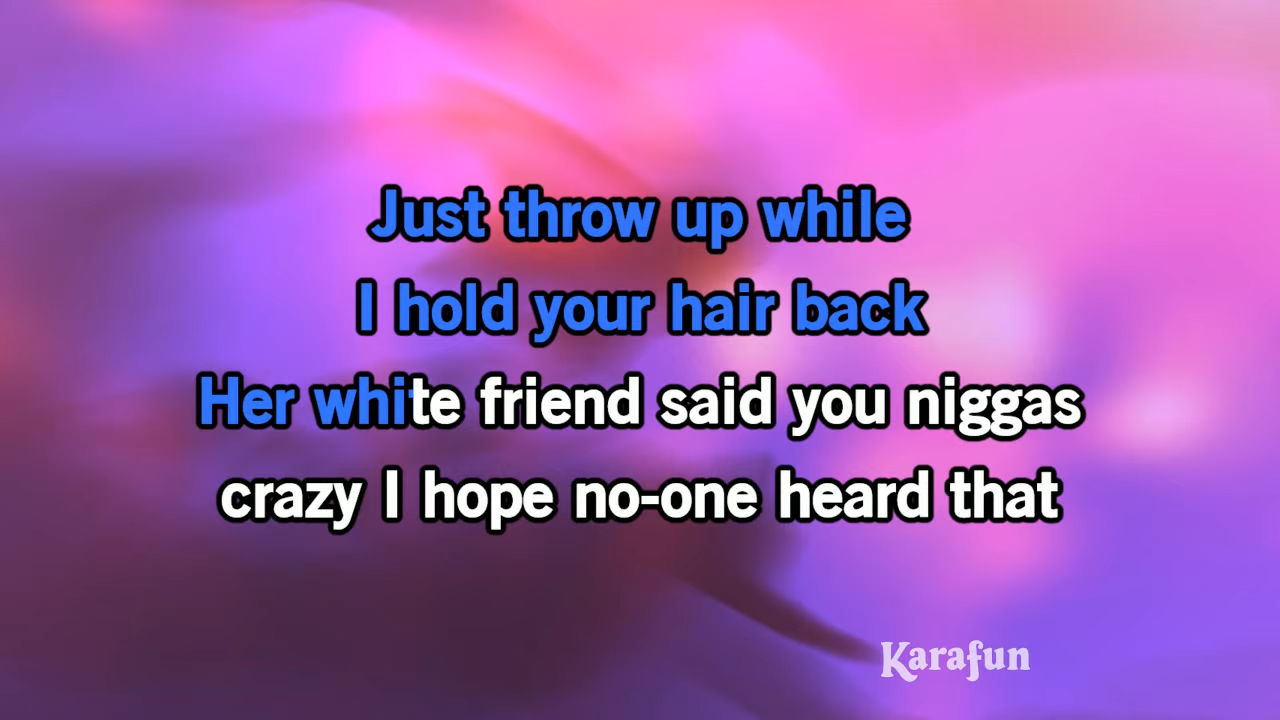 Just throw up while
I hold your hair back
Her white friend said you niggas
crazy I hope no-one heard that
Karafun